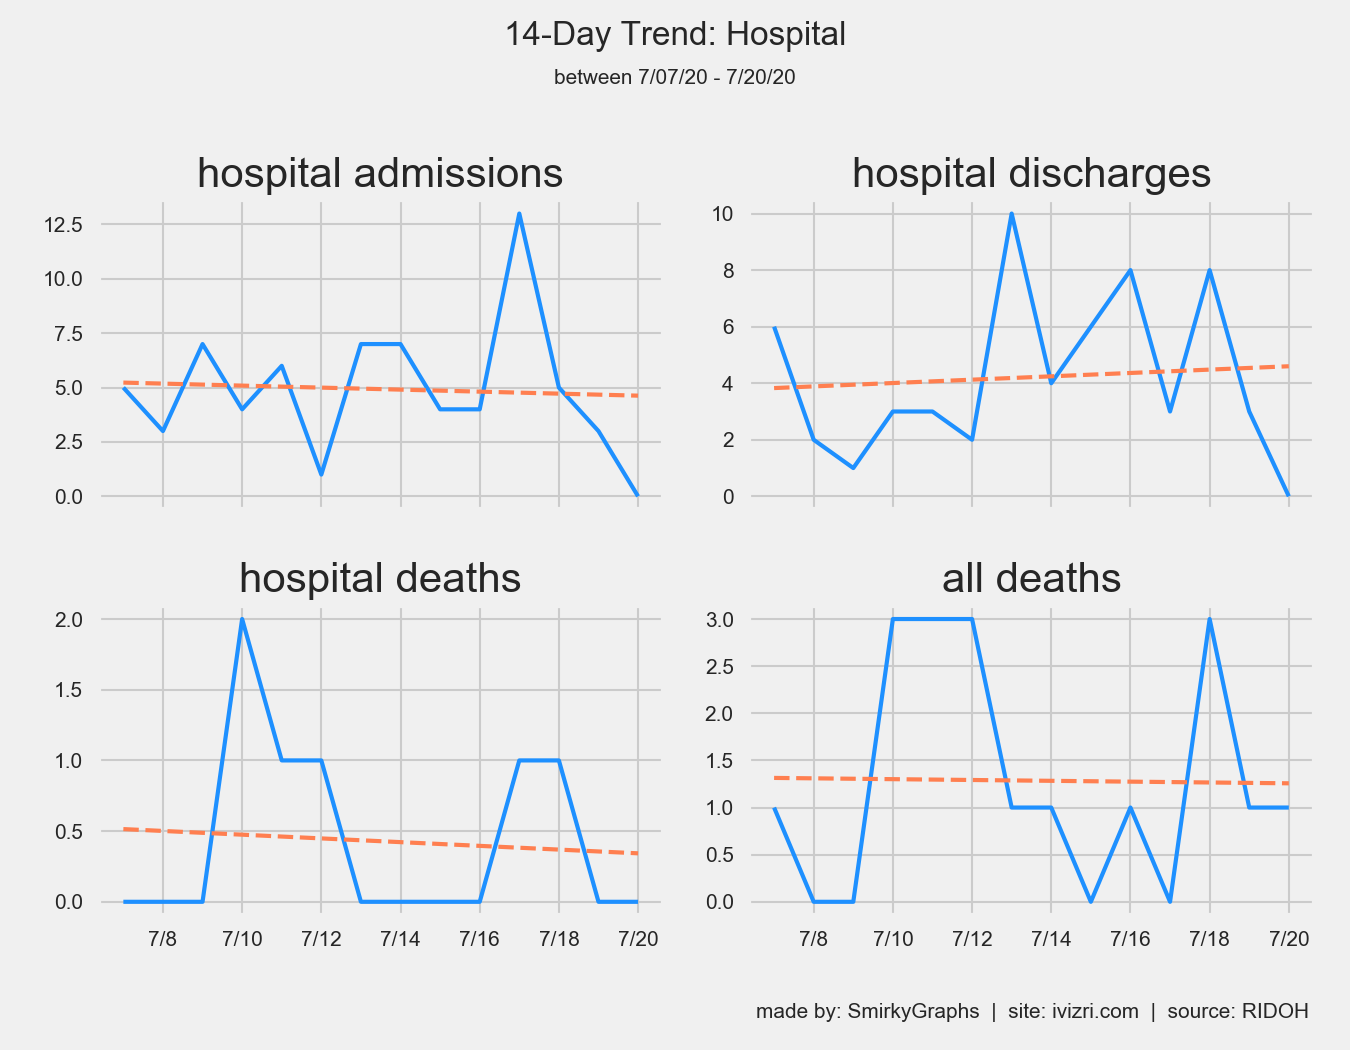 14-Day Trend: Hospital
between 7/07/20 - 7/20/20
hospital admissions
12.5
10.0
7.5
5.0
2.5
0.0
hospital discharges
10
8
6
4
2
0
hospital deaths
2.0
1.5
1.0
0.5
0.0
7/8 7/10 7/12 7/14 7/16 7/18 7/20
all deaths
3.0
2.5
2.0
1.5
1.0
0.5
0.0
7/8 7/10 7/12 7/14 7/16 7/18 7/20
made by: SmirkyGraphs | site: ivizri.com | source: RIDOH